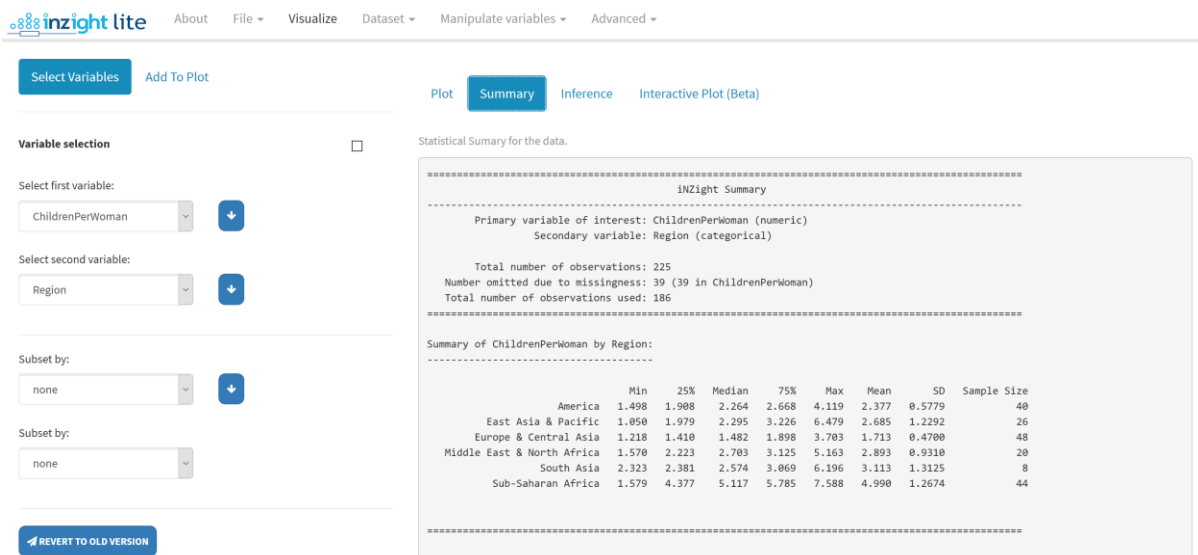 inzight lite About File Visualize Dataset Manipulate variables Advanced
Select Variables Add To Plot
Variable selection
Select first variable:
ChildrenPerWoman
Select second variable:
Region
Subset by:
none
Subset by:
none
REVERT TO OLD VERSION
Plot Summary Inference Interactive Plot (Beta)
Statistical Sumary for the data.
====================================================================================================
iNZight Summary
----------------------------------------------------------------------------------------------------
Primary variable of interest: ChildrenPerWoman (numeric)
Secondary variable: Region (categorical)
Total number of observations: 225
Number omitted due to missingness: 39 (39 in ChildrenPerWoman)
Total number of observations used: 186
====================================================================================================
Summary of ChildrenPerWoman by Region:
--------------------------------------
Min 25% Median 75% Max Mean SD Sample Size
America 1.498 1.908 2.264 2.668 4.119 2.377 0.5779 40
East Asia & Pacific 1.050 1.979 2.295 3.226 6.479 2.685 1.2292 26
Europe & Central Asia 1.218 1.410 1.482 1.898 3.703 1.713 0.4700 48
Middle East & North Africa 1.570 2.223 2.703 3.125 5.163 2.893 0.9310 20
South Asia 2.323 2.381 2.574 3.069 6.196 3.113 1.3125 8
Sub-Saharan Africa 1.579 4.377 5.117 5.785 7.588 4.990 1.2674 44
====================================================================================================